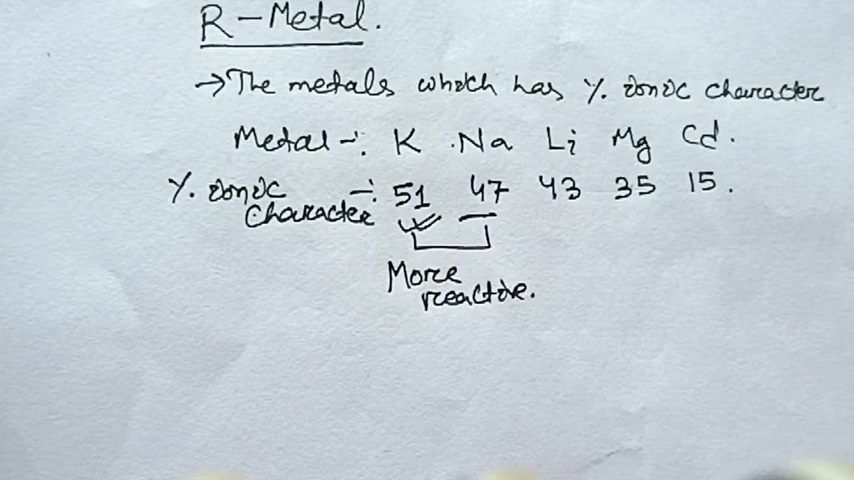 R-Metal.
→ The metals which has %. ionic character
Metal -: K Na Li Mg Cd.
%. ionic Character -: 51 47 43 35 15.
More reactive.